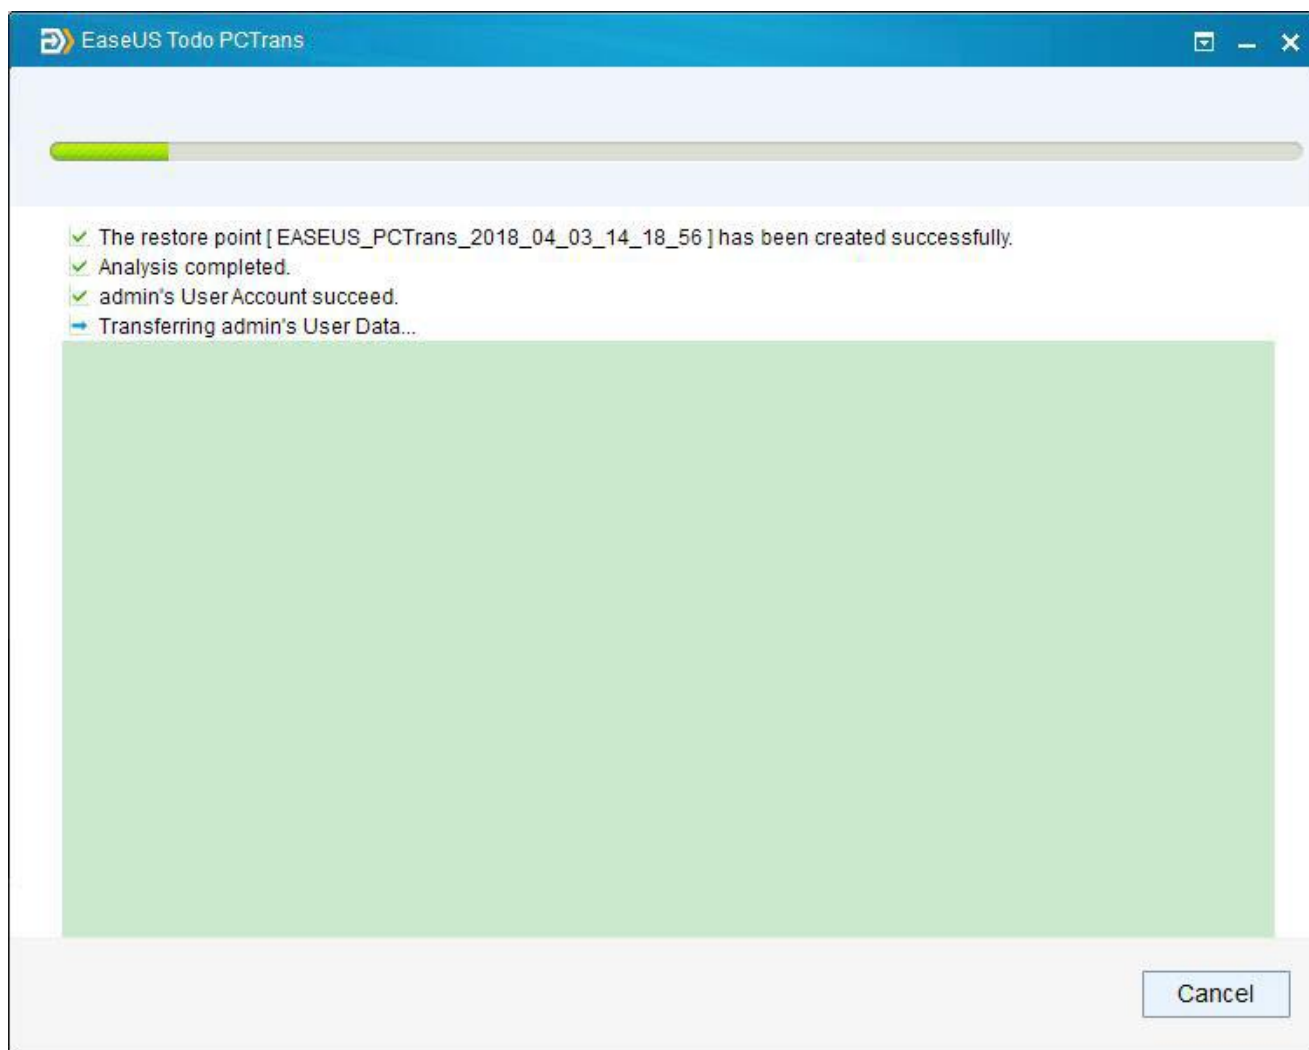 EaseUS Todo PCTrans
The restore point [ EASEUS_PCTrans_2018_04_03_14_18_56 ] has been created successfully.
Analysis completed.
admin's User Account succeed.
Transferring admin's User Data...
Cancel